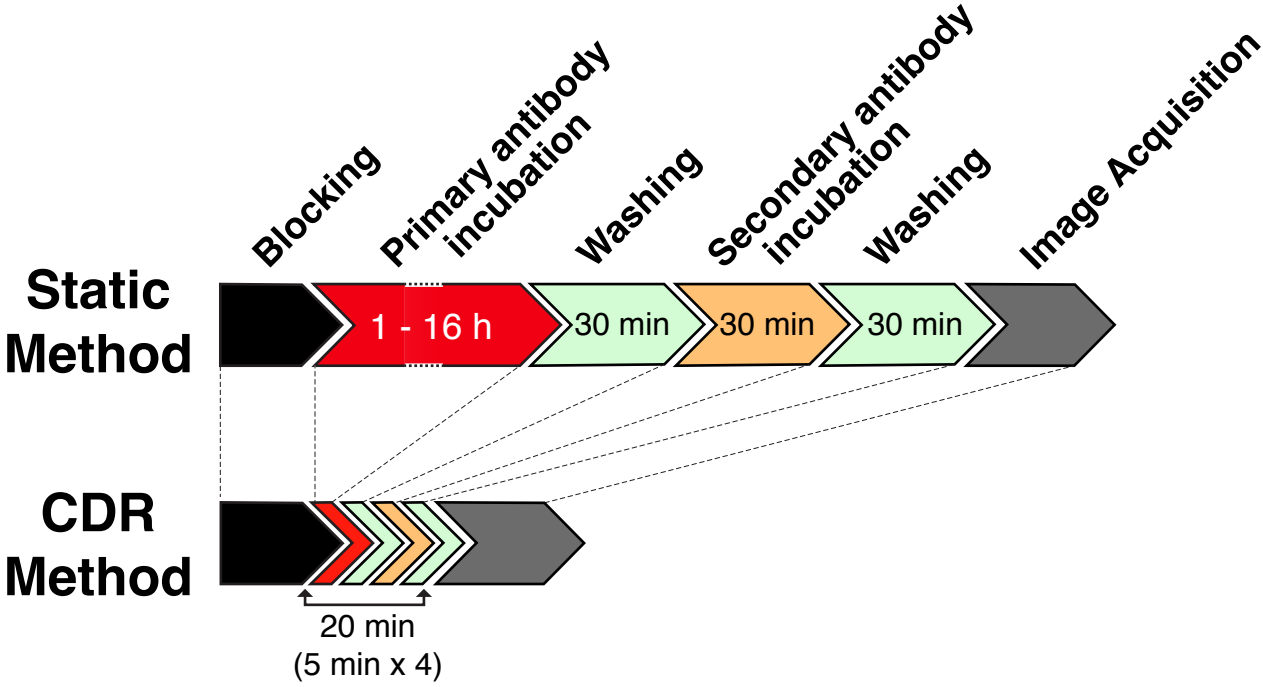 Blocking
Primary antibody
incubation
Washing
Secondary antibody
incubation
Washing
Image Acquisition
Static
Method
1 - 16 h
30 min
30 min
30 min
CDR
Method
20 min
(5 min x 4)